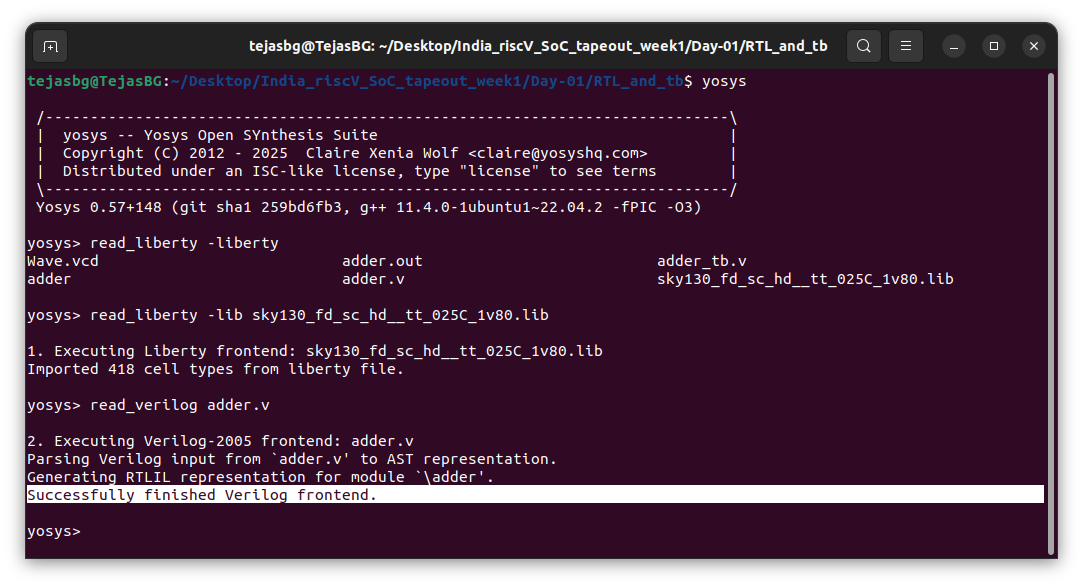 tejasbg@TejasBG: ~/Desktop/India_riscV_SoC_tapeout_week1/Day-01/RTL_and_tb
tejasbg@TejasBG:~/Desktop/India_riscV_SoC_tapeout_week1/Day-01/RTL_and_tb$ yosys

 /----------------------------------------------------------------------------\
 |  yosys -- Yosys Open SYnthesis Suite                                       |
 |  Copyright (C) 2012 - 2025  Claire Xenia Wolf <claire@yosyshq.com>         |
 |  Distributed under an ISC-like license, type "license" to see terms        |
 \----------------------------------------------------------------------------/
 Yosys 0.57+148 (git sha1 259bd6fb3, g++ 11.4.0-1ubuntu1~22.04.2 -fPIC -O3)

yosys> read_liberty -liberty
Wave.vcd                           adder.out                          adder_tb.v
adder                              adder.v                            sky130_fd_sc_hd__tt_025C_1v80.lib

yosys> read_liberty -lib sky130_fd_sc_hd__tt_025C_1v80.lib

1. Executing Liberty frontend: sky130_fd_sc_hd__tt_025C_1v80.lib
Imported 418 cell types from liberty file.

yosys> read_verilog adder.v

2. Executing Verilog-2005 frontend: adder.v
Parsing Verilog input from `adder.v' to AST representation.
Generating RTLIL representation for module `\adder'.
Successfully finished Verilog frontend.

yosys>